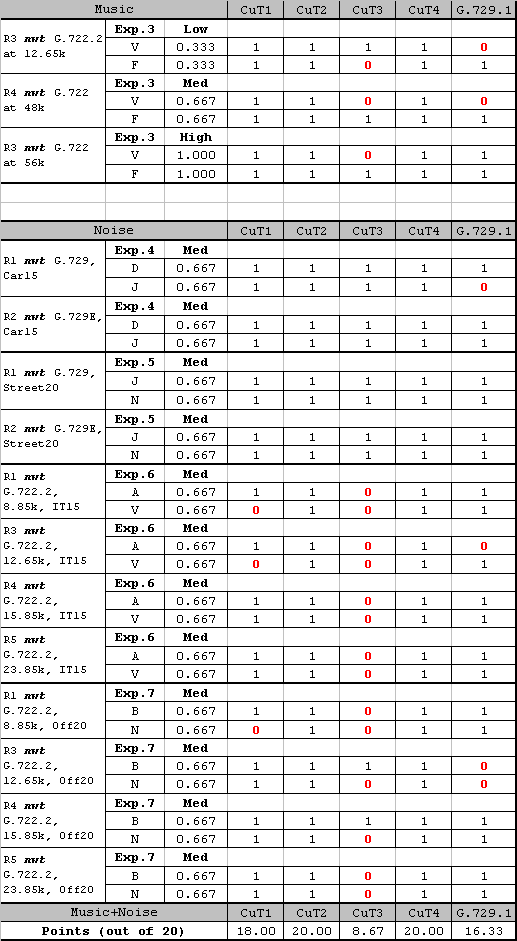 Music CuT1 CuT2 CuT3 CuT4 G.729.1
R3 nwt G.722.2 at 12.65k
Exp.3 Low
V 0.333 1 1 1 1 0
F 0.333 1 1 0 1 1
R4 nwt G.722 at 48k
Exp.3 Med
V 0.667 1 1 0 1 0
F 0.667 1 1 1 1 1
R3 nwt G.722 at 56k
Exp.3 High
V 1.000 1 1 0 1 1
F 1.000 1 1 1 1 1
Noise CuT1 CuT2 CuT3 CuT4 G.729.1
R1 nwt G.729, Car15
Exp.4 Med
D 0.667 1 1 1 1 1
J 0.667 1 1 1 1 0
R2 nwt G.729E, Car15
Exp.4 Med
D 0.667 1 1 1 1 1
J 0.667 1 1 1 1 1
R1 nwt G.729, Street20
Exp.5 Med
J 0.667 1 1 1 1 1
N 0.667 1 1 1 1 1
R2 nwt G.729E, Street20
Exp.5 Med
J 0.667 1 1 1 1 1
N 0.667 1 1 1 1 1
R1 nwt G.722.2, 8.85k, IT15
Exp.6 Med
A 0.667 1 1 0 1 1
V 0.667 0 1 0 1 1
R3 nwt G.722.2, 12.65k, IT15
Exp.6 Med
A 0.667 1 1 0 1 0
V 0.667 0 1 0 1 1
R4 nwt G.722.2, 15.85k, IT15
Exp.6 Med
A 0.667 1 1 0 1 1
V 0.667 1 1 0 1 1
R5 nwt G.722.2, 23.85k, IT15
Exp.6 Med
A 0.667 1 1 0 1 1
V 0.667 1 1 0 1 1
R1 nwt G.722.2, 8.85k, Off20
Exp.7 Med
B 0.667 1 1 0 1 1
N 0.667 0 1 0 1 1
R3 nwt G.722.2, 12.65k, Off20
Exp.7 Med
B 0.667 1 1 1 1 0
N 0.667 1 1 0 1 0
R4 nwt G.722.2, 15.85k, Off20
Exp.7 Med
B 0.667 1 1 1 1 1
N 0.667 1 1 0 1 1
R5 nwt G.722.2, 23.85k, Off20
Exp.7 Med
B 0.667 1 1 0 1 1
N 0.667 1 1 0 1 1
Music+Noise CuT1 CuT2 CuT3 CuT4 G.729.1
Points (out of 20) 18.00 20.00 8.67 20.00 16.33